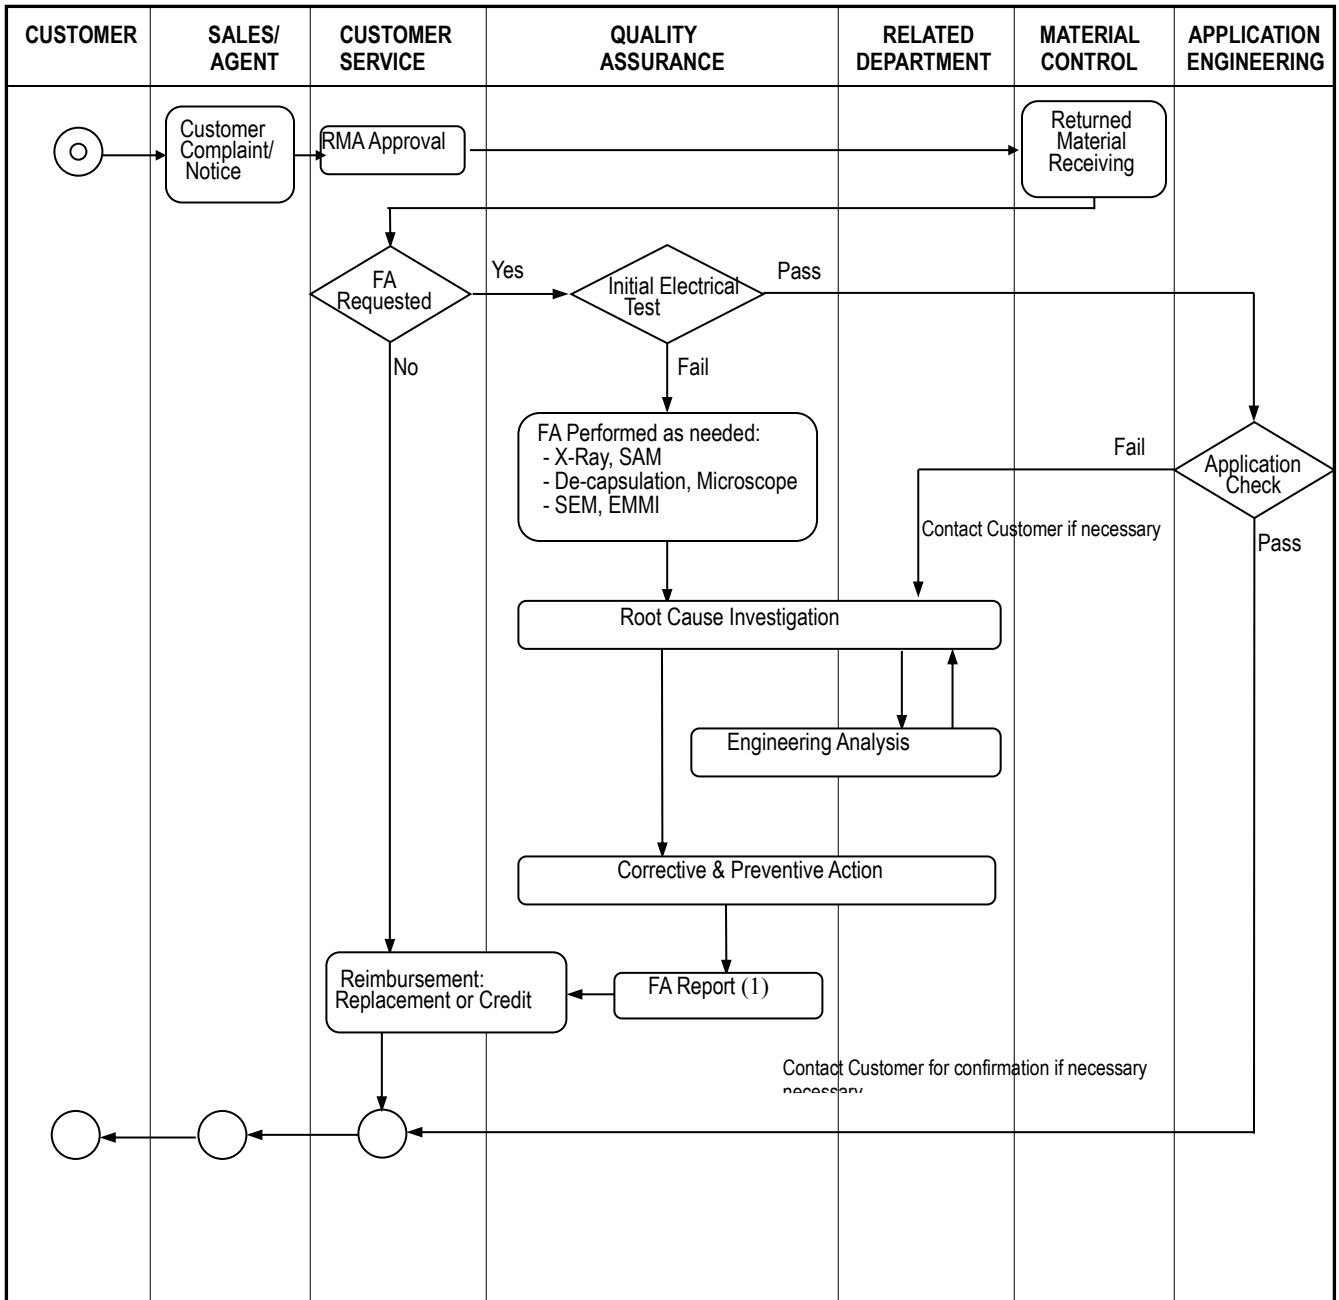 CUSTOMER
SALES/
AGENT
CUSTOMER
SERVICE
QUALITY
ASSURANCE
RELATED
DEPARTMENT
MATERIAL
CONTROL
APPLICATION
ENGINEERING
Customer
Complaint/
Notice
RMA Approval
Returned
Material
Receiving
FA
Requested
Yes
Initial Electrical
Test
Pass
No
Fail
FA Performed as needed:
- X-Ray, SAM
- De-capsulation, Microscope
- SEM, EMMI
Fail
Application
Check
Contact Customer if necessary
Pass
Root Cause Investigation
Engineering Analysis
Corrective & Preventive Action
Reimbursement:
Replacement or Credit
FA Report (1)
Contact Customer for confirmation if necessary
necessary